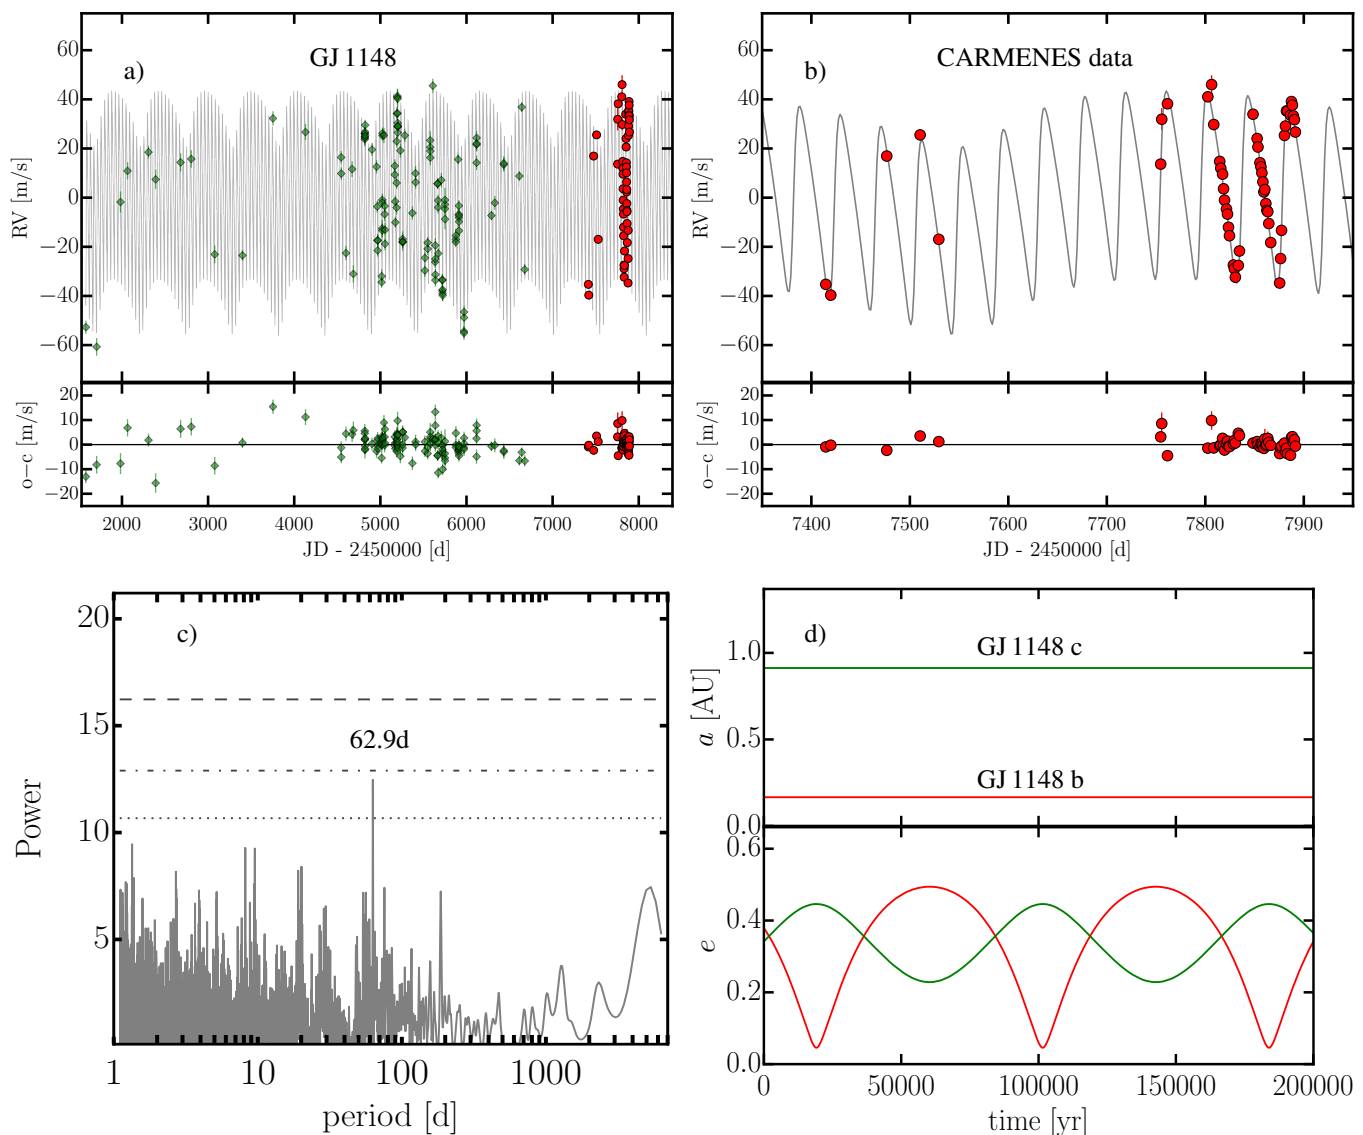 a)
GJ 1148
RV [m/s]
60
40
20
0
−20
−40
−60
o−c [m/s]
20
10
0
−10
−20
2000 3000 4000 5000 6000 7000 8000
JD - 2450000 [d]
b)
CARMENES data
RV [m/s]
60
40
20
0
−20
−40
−60
o−c [m/s]
20
10
0
−10
−20
7400 7500 7600 7700 7800 7900
JD - 2450000 [d]
c)
62.9d
Power
20
15
10
5
1 10 100 1000
period [d]
d)
GJ 1148 c
GJ 1148 b
a [AU]
1.0
0.5
0.0
e
0.6
0.4
0.2
0.0
0 50000 100000 150000 200000
time [yr]